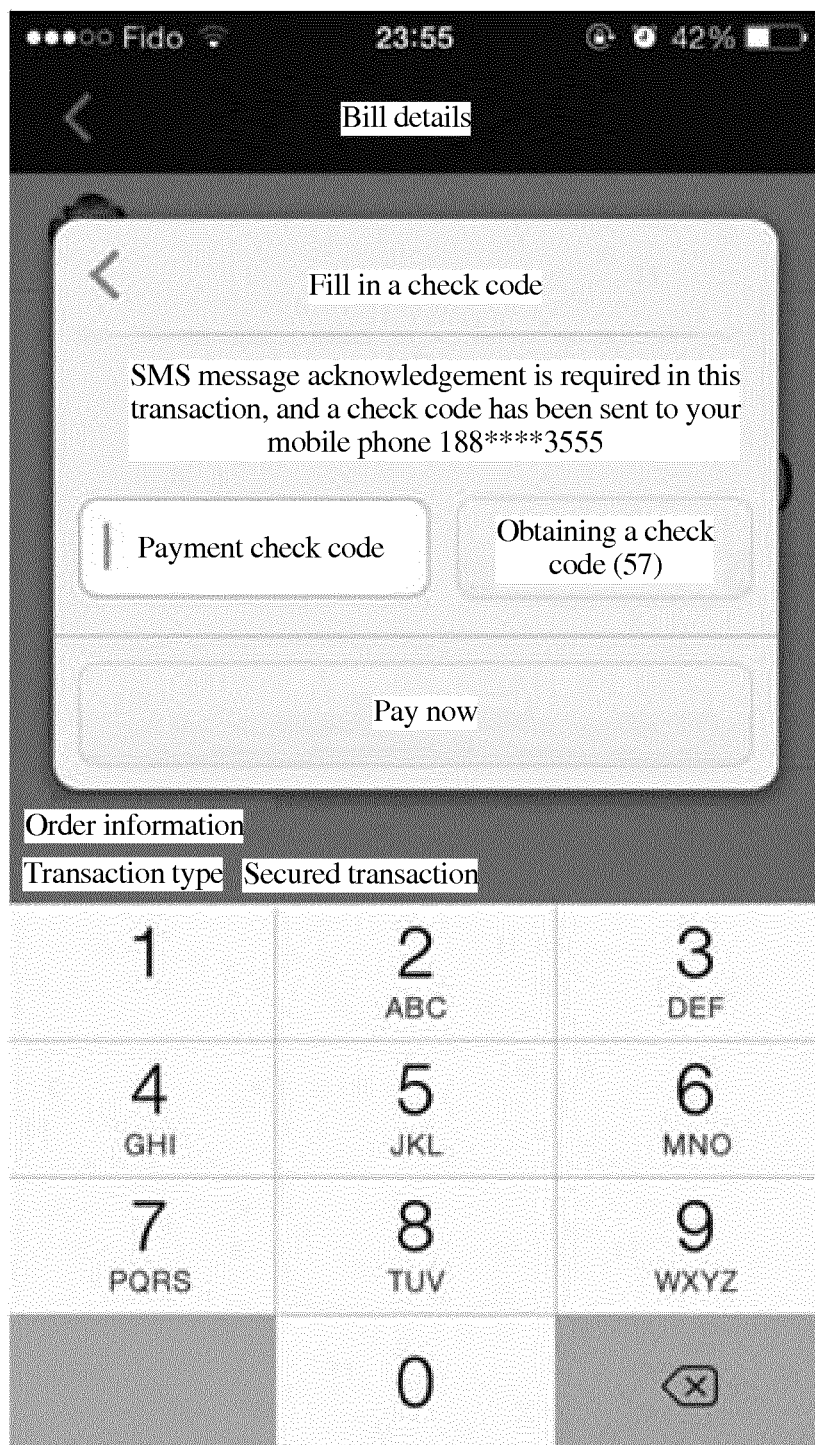 Fido 23:55 42%
Bill details
Fill in a check code
SMS message acknowledgement is required in this
transaction, and a check code has been sent to your
mobile phone 188****3555
Payment check code
Obtaining a check
code (57)
Pay now
Order information
Transaction type Secured transaction
1 2 3
ABC DEF
4 5 6
GHI JKL MNO
7 8 9
PQRS TUV WXYZ
0